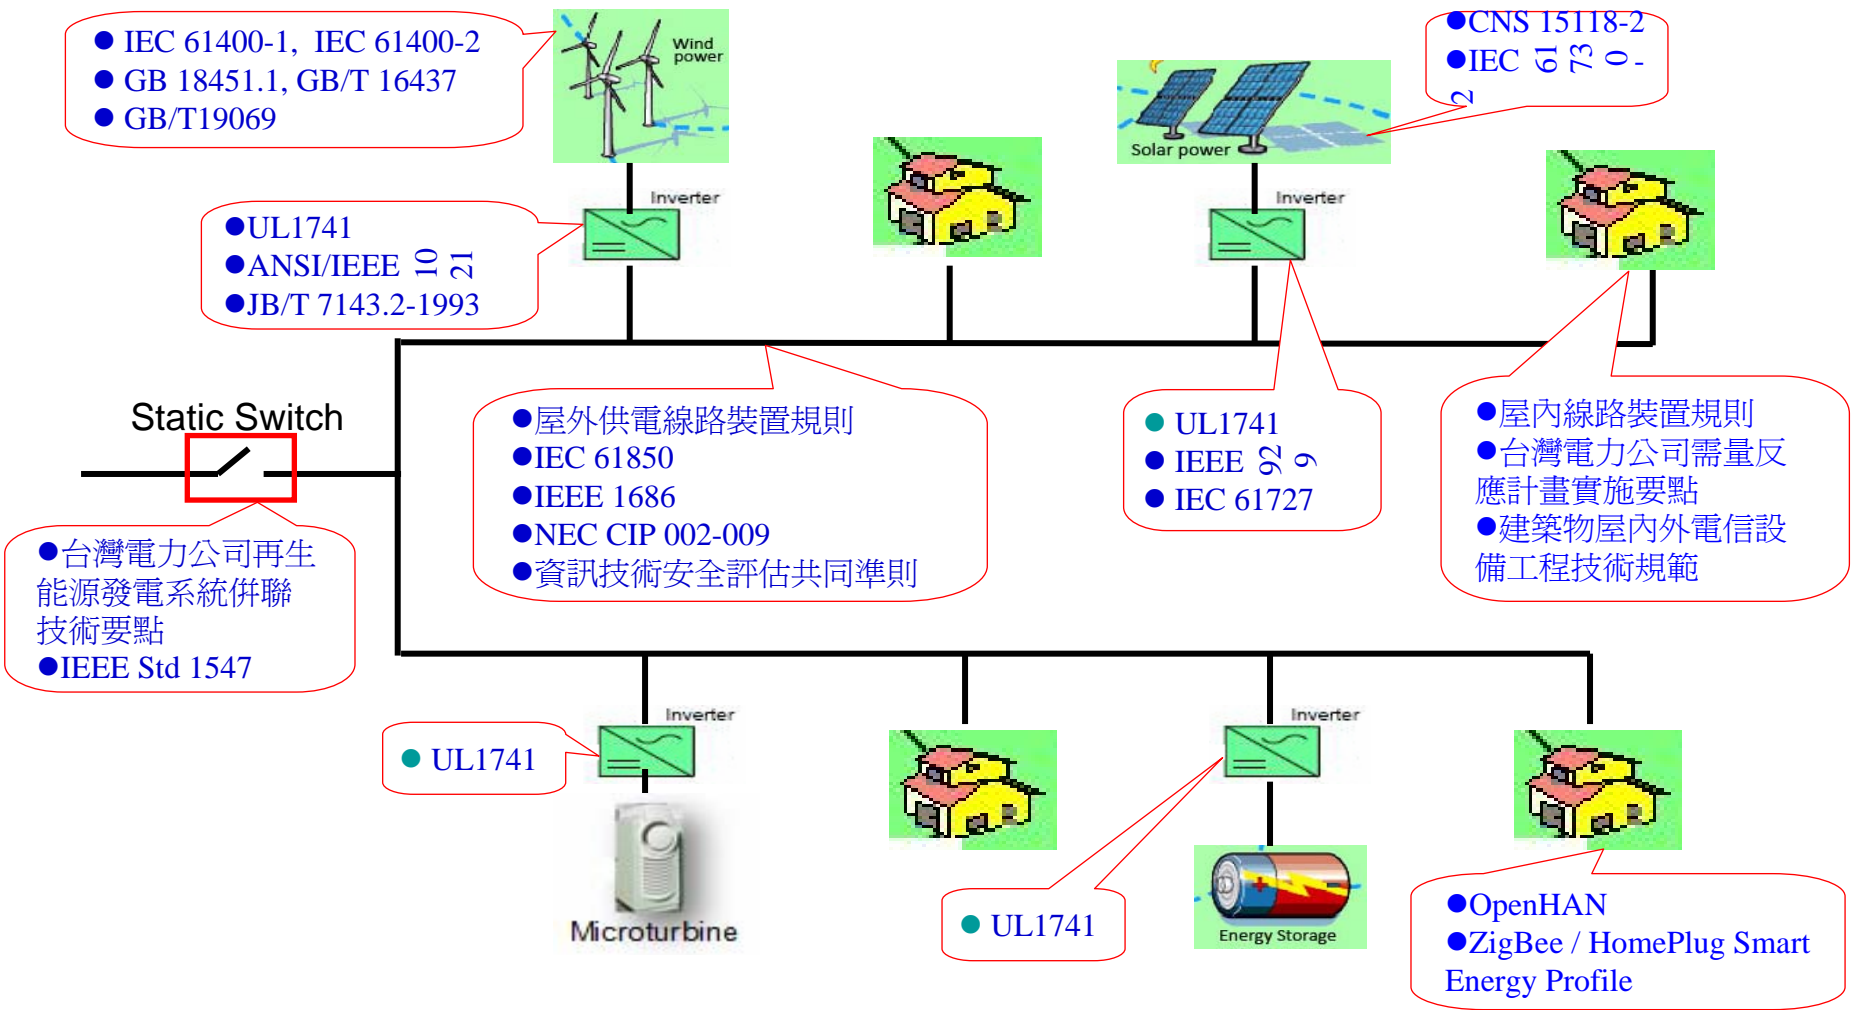 ● IEC 61400-1, IEC 61400-2
● GB 18451.1, GB/T 16437
● GB/T19069
Wind
power
●CNS 15118-2
●IEC 61730-
2
Solar power
Inverter
Inverter
●UL1741
●ANSI/IEEE 1021
●JB/T 7143.2-1993
Static Switch
●屋外供電線路裝置規則
●IEC 61850
●IEEE 1686
●NEC CIP 002-009
●資訊技術安全評估共同準則
● UL1741
● IEEE 929
● IEC 61727
●屋內線路裝置規則
●台灣電力公司需量反
應計畫實施要點
●建築物屋內外電信設
備工程技術規範
●台灣電力公司再生
能源發電系統併聯
技術要點
●IEEE Std 1547
Inverter
Inverter
● UL1741
Microturbine
● UL1741
Energy Storage
●OpenHAN
●ZigBee / HomePlug Smart
Energy Profile